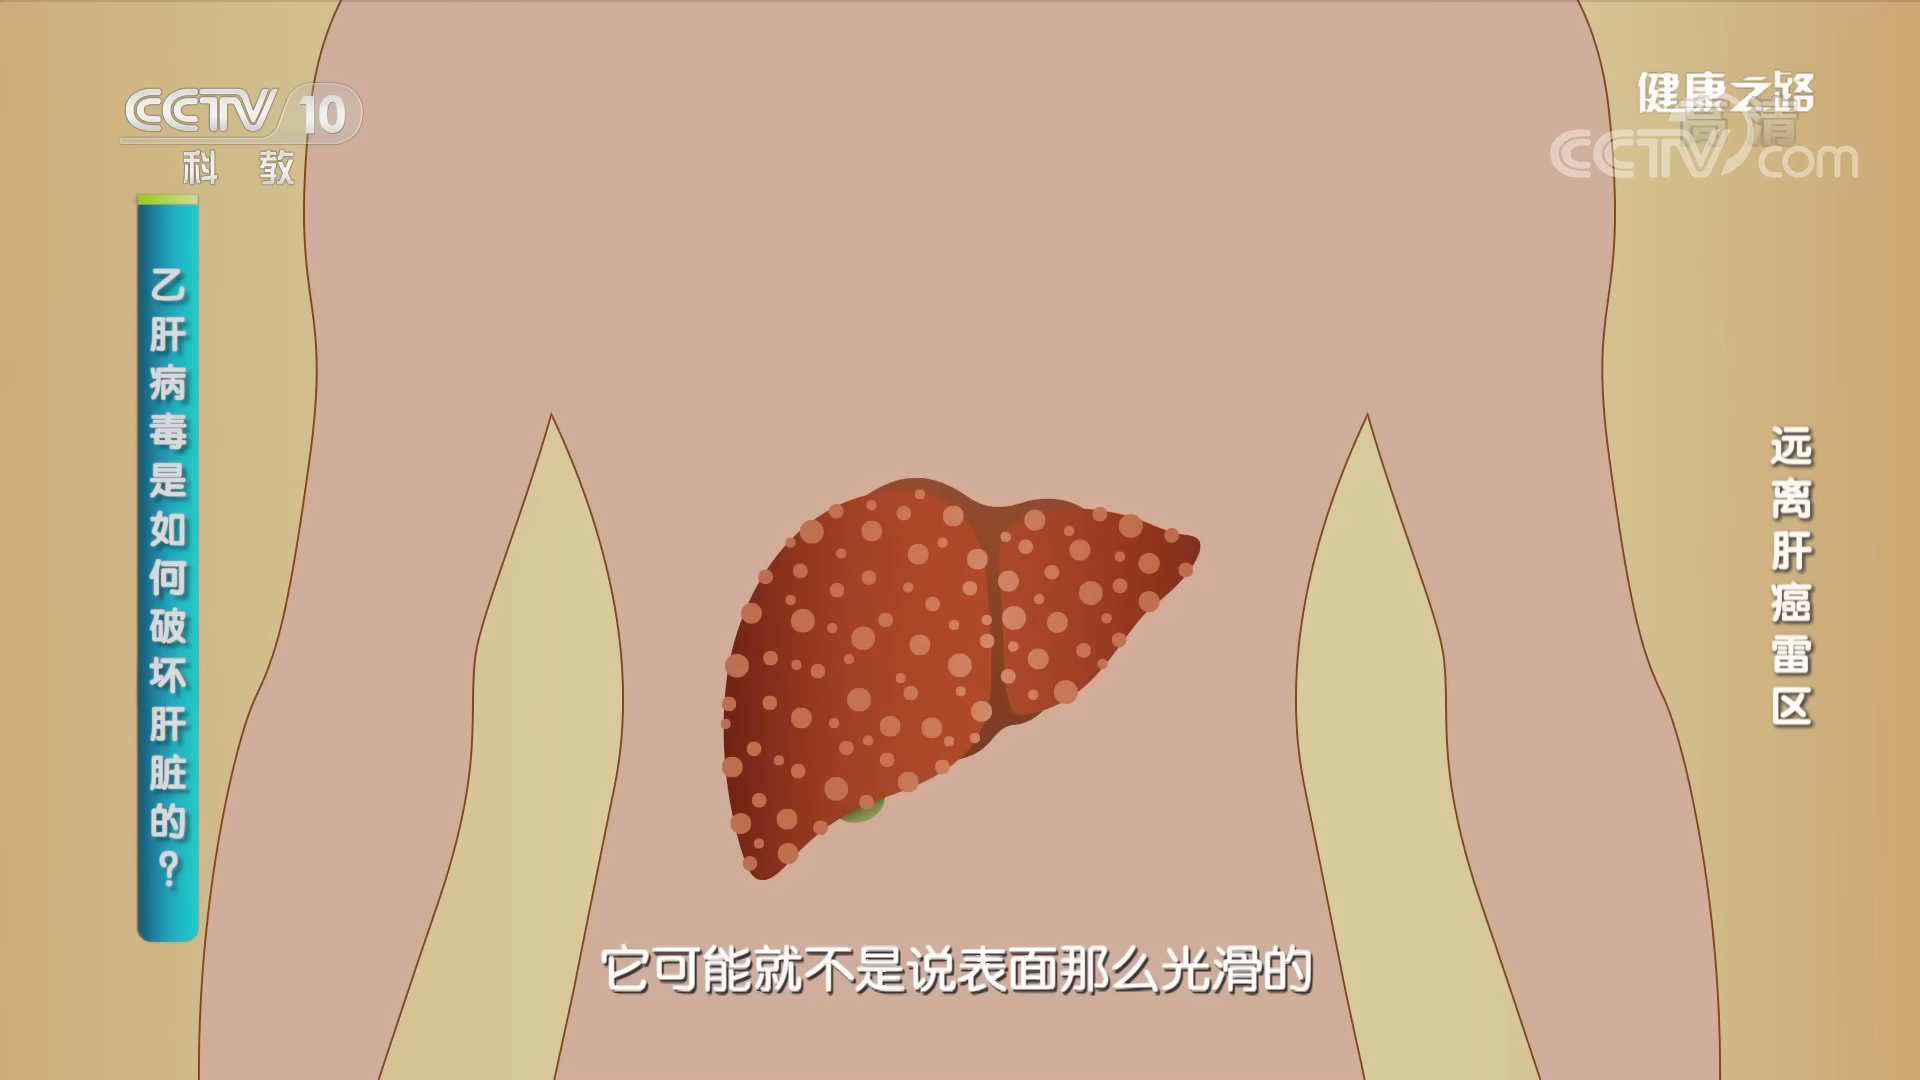 CCTV 10
科 教
健康之路
高清
CCTV.com
乙肝病毒是如何破坏肝脏的？
远离肝癌雷区
它可能就不是说表面那么光滑的